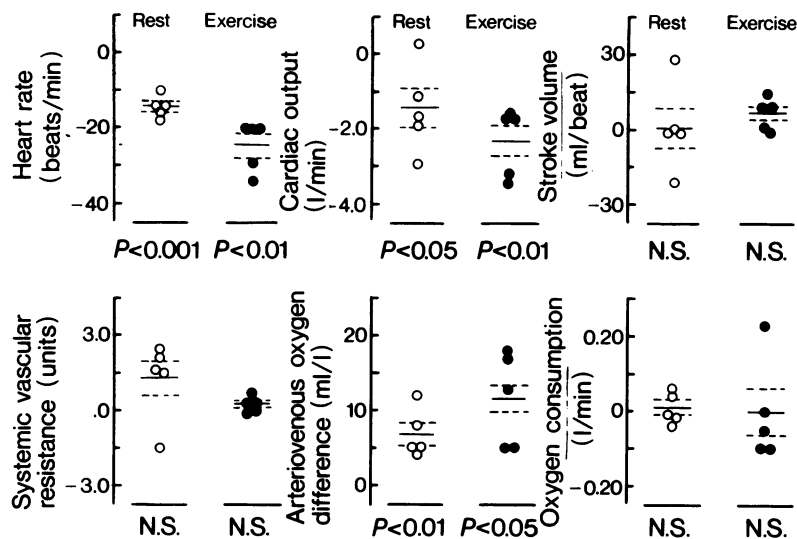 Rest Exercise
Heart rate
(beats/min)
0
−20
−40
P<0.001 P<0.01
Rest Exercise
Cardiac output
(l/min)
0
−2.0
−4.0
P<0.05 P<0.01
Rest Exercise
Stroke volume
(ml/beat)
30
0
−30
N.S. N.S.
Systemic vascular
resistance (units)
3.0
.0
−3.0
N.S. N.S.
Arteriovenous oxygen
difference (ml/l)
20
10
0
P<0.01 P<0.05
Oxygen consumption
(l/min)
0.20
0
−0.20
N.S. N.S.